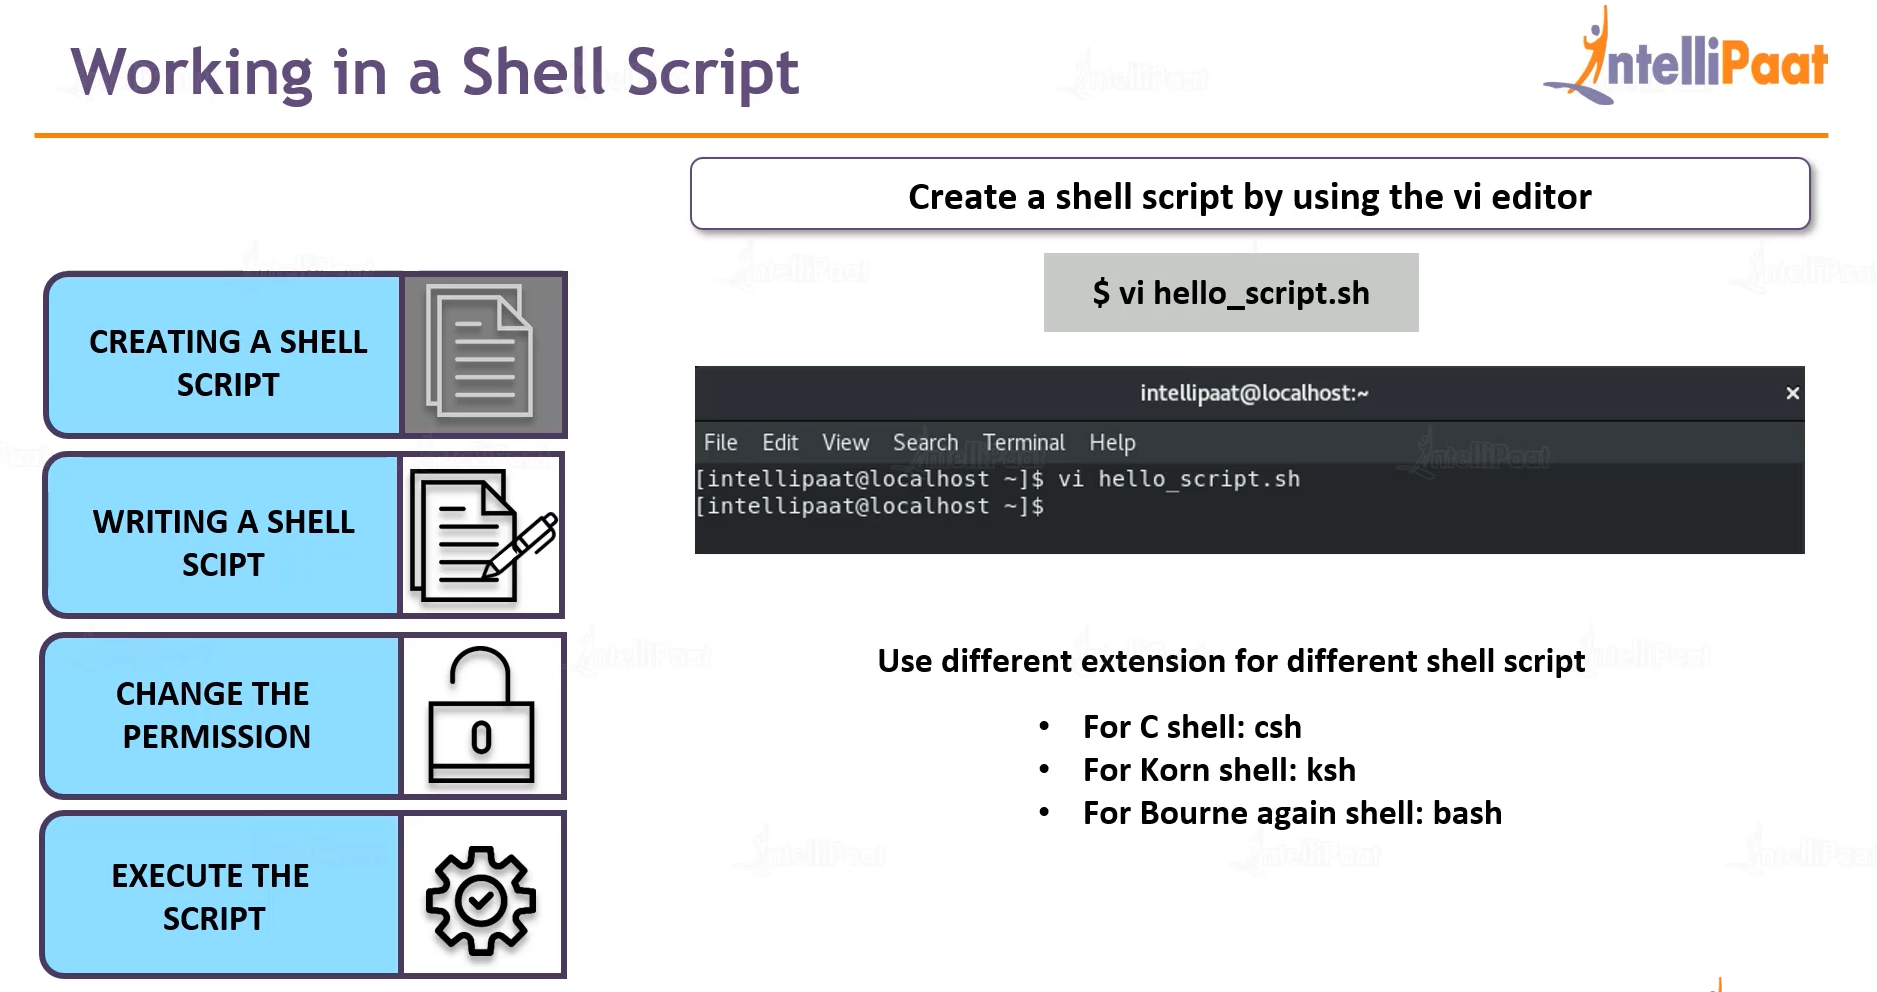 Working in a Shell Script
IntelliPaat
Create a shell script by using the vi editor
$ vi hello_script.sh
CREATING A SHELL
SCRIPT
WRITING A SHELL
SCIPT
CHANGE THE
PERMISSION
EXECUTE THE
SCRIPT
intellipaat@localhost:~ ×
File Edit View Search Terminal Help
[intellipaat@localhost ~]$ vi hello_script.sh
[intellipaat@localhost ~]$
Use different extension for different shell script
• For C shell: csh
• For Korn shell: ksh
• For Bourne again shell: bash